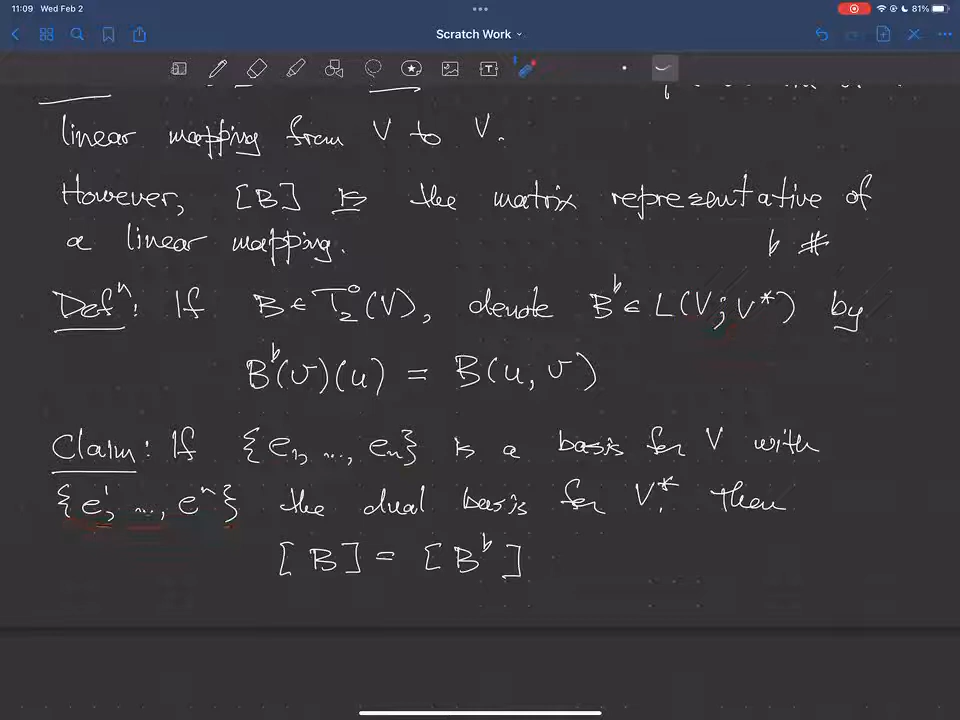 11:09 Wed Feb 2
81%
Scratch Work
linear mapping from V to V.
However, [B] is the matrix representative of
a linear mapping. ♭ #
Defⁿ: If B ∈ T⁰₂(V), denote B♭ ∈ L(V; V*) by
B♭(v)(u) = B(u, v)
Claim: If {e₁, ..., eₙ} is a basis for V with
{e¹, ..., eⁿ} the dual basis for V*. Then
[B] = [B♭]